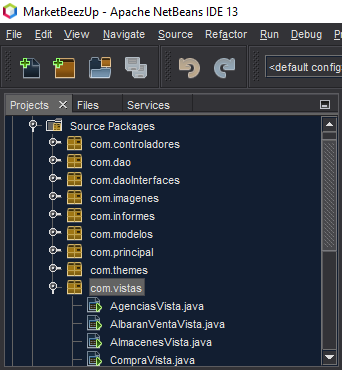 MarketBeezUp - Apache NetBeans IDE 13
File Edit View Navigate Source Refactor Run Debug P
<default config
Projects Files Services
Source Packages
com.controladores
com.dao
com.daoInterfaces
com.imagenes
com.informes
com.modelos
com.principal
com.themes
com.vistas
AgenciasVista.java
AlbaranVentaVista.java
AlmacenesVista.java
CompraVista.java